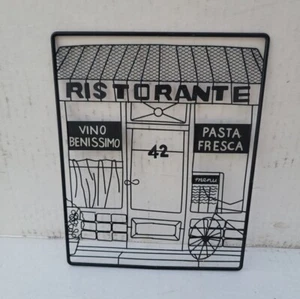 RISTORANTE
VINO
BENISSIMO
PASTA
FRESCA
42
menu